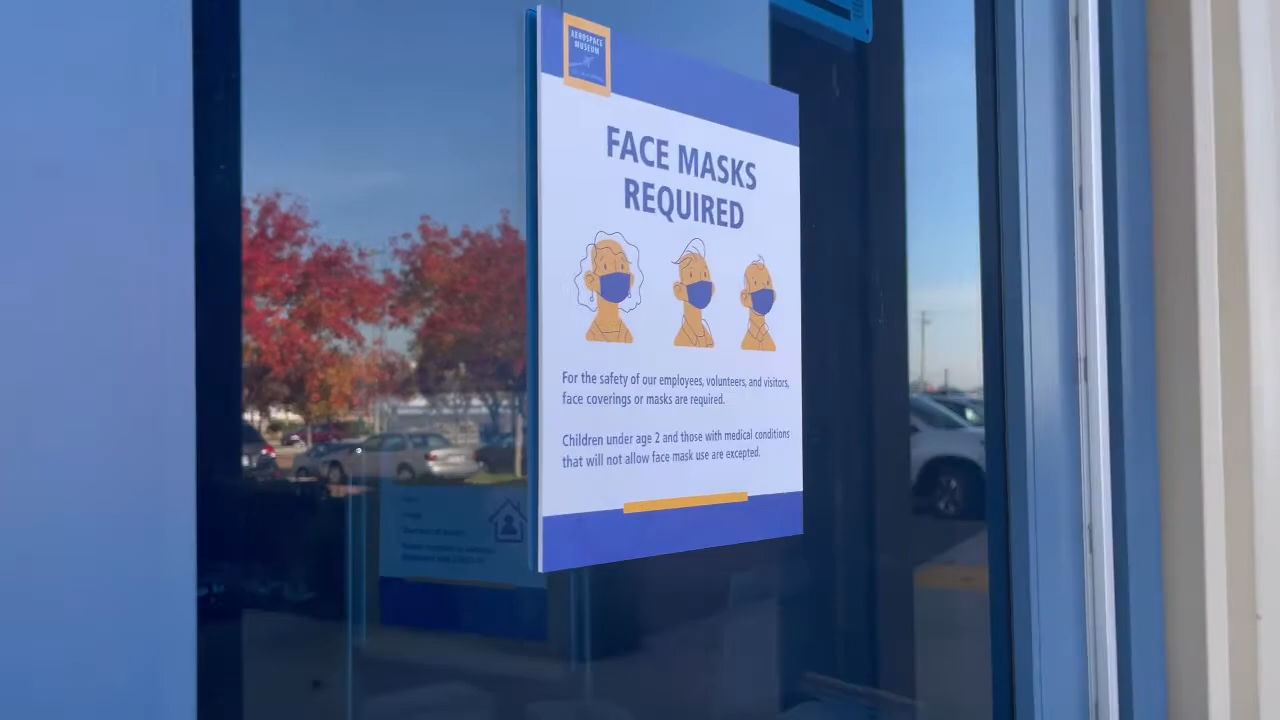 AEROSPACE
MUSEUM
FACE MASKS
REQUIRED
For the safety of our employees, volunteers, and visitors,
face coverings or masks are required.
Children under age 2 and those with medical conditions
that will not allow face mask use are excepted.